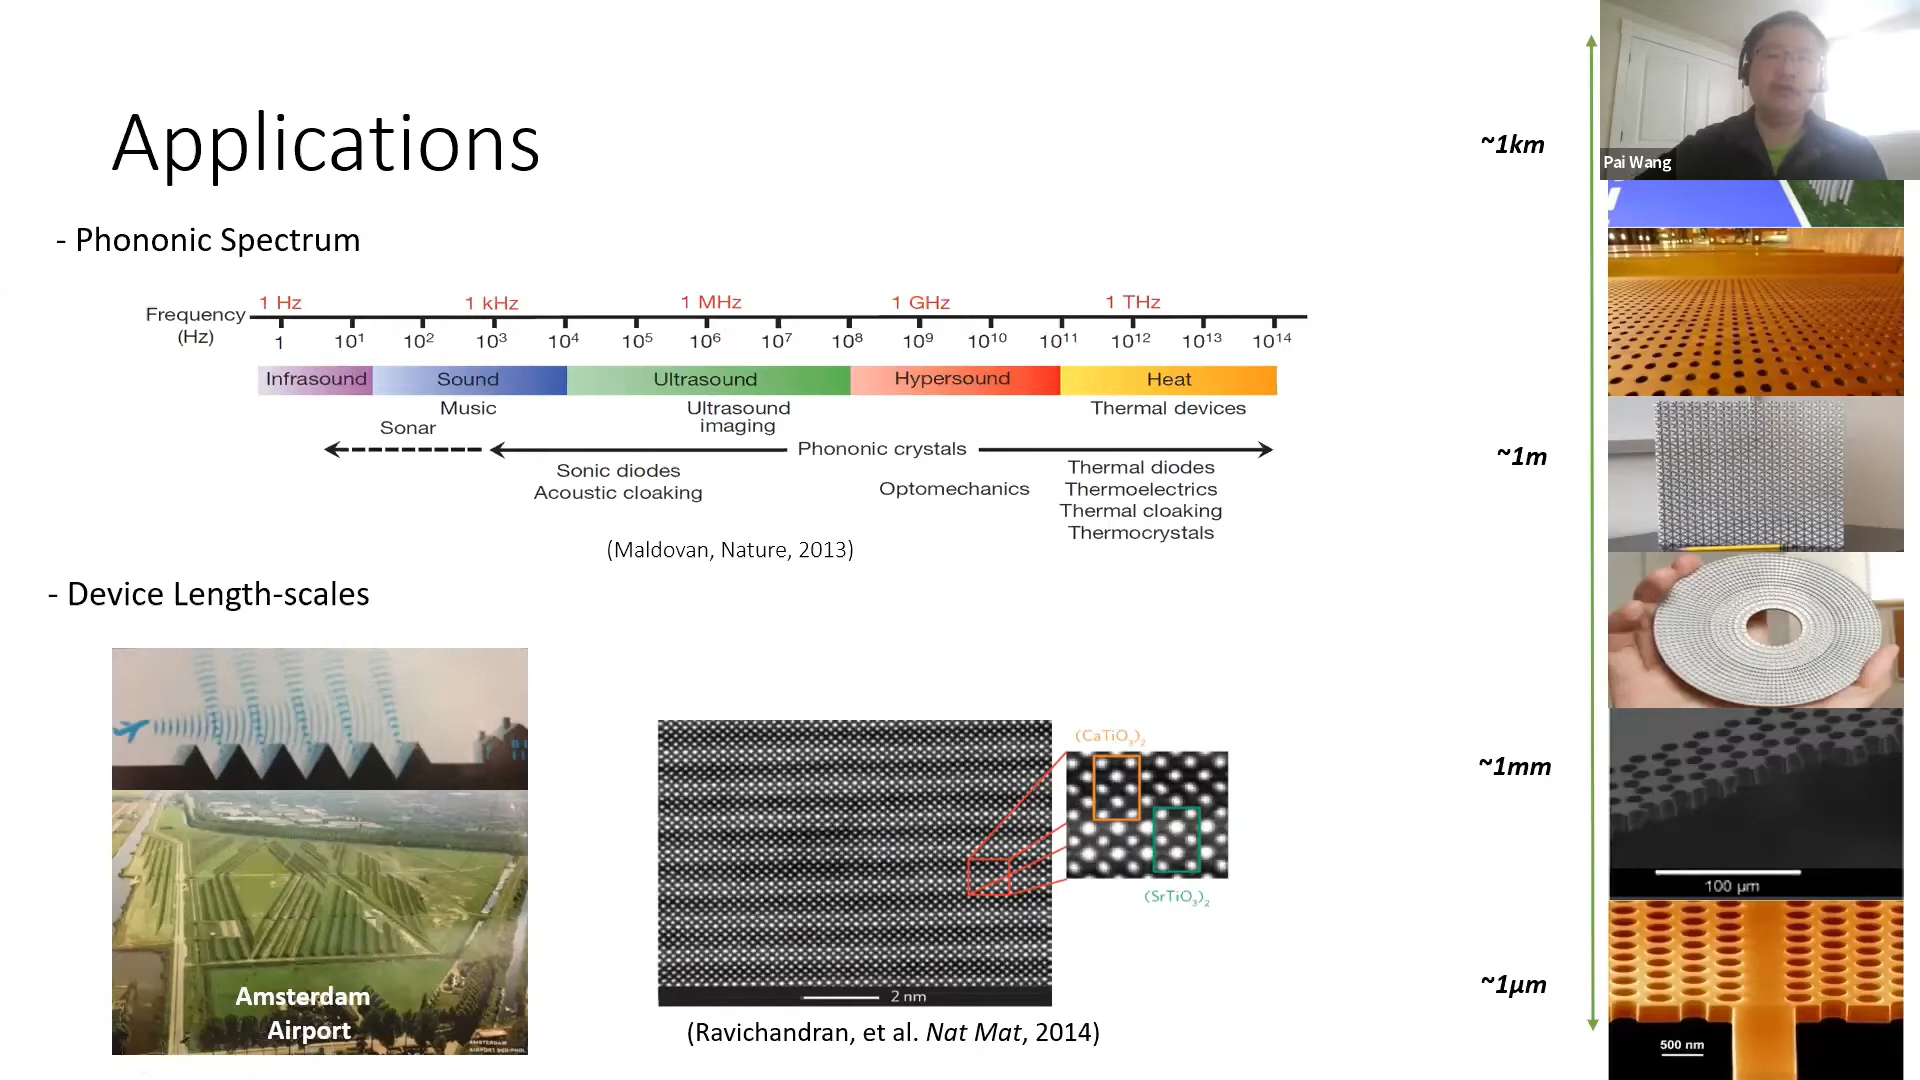 Applications
- Phononic Spectrum
1 Hz 1 kHz 1 MHz 1 GHz 1 THz
Frequency
(Hz)
1 10¹ 10² 10³ 10⁴ 10⁵ 10⁶ 10⁷ 10⁸ 10⁹ 10¹⁰ 10¹¹ 10¹² 10¹³ 10¹⁴
Infrasound Sound Ultrasound Hypersound Heat
Music Ultrasound Thermal devices
imaging
Sonar
Phononic crystals
Sonic diodes
Acoustic cloaking
Optomechanics
Thermal diodes
Thermoelectrics
Thermal cloaking
Thermocrystals
(Maldovan, Nature, 2013)
- Device Length-scales
Amsterdam
Airport
AMSTERDAM
(CaTiO₃)₂
(SrTiO₃)₂
2 nm
(Ravichandran, et al. Nat Mat, 2014)
~1km
~1m
~1mm
~1µm
Pai Wang
100 µm
500 nm